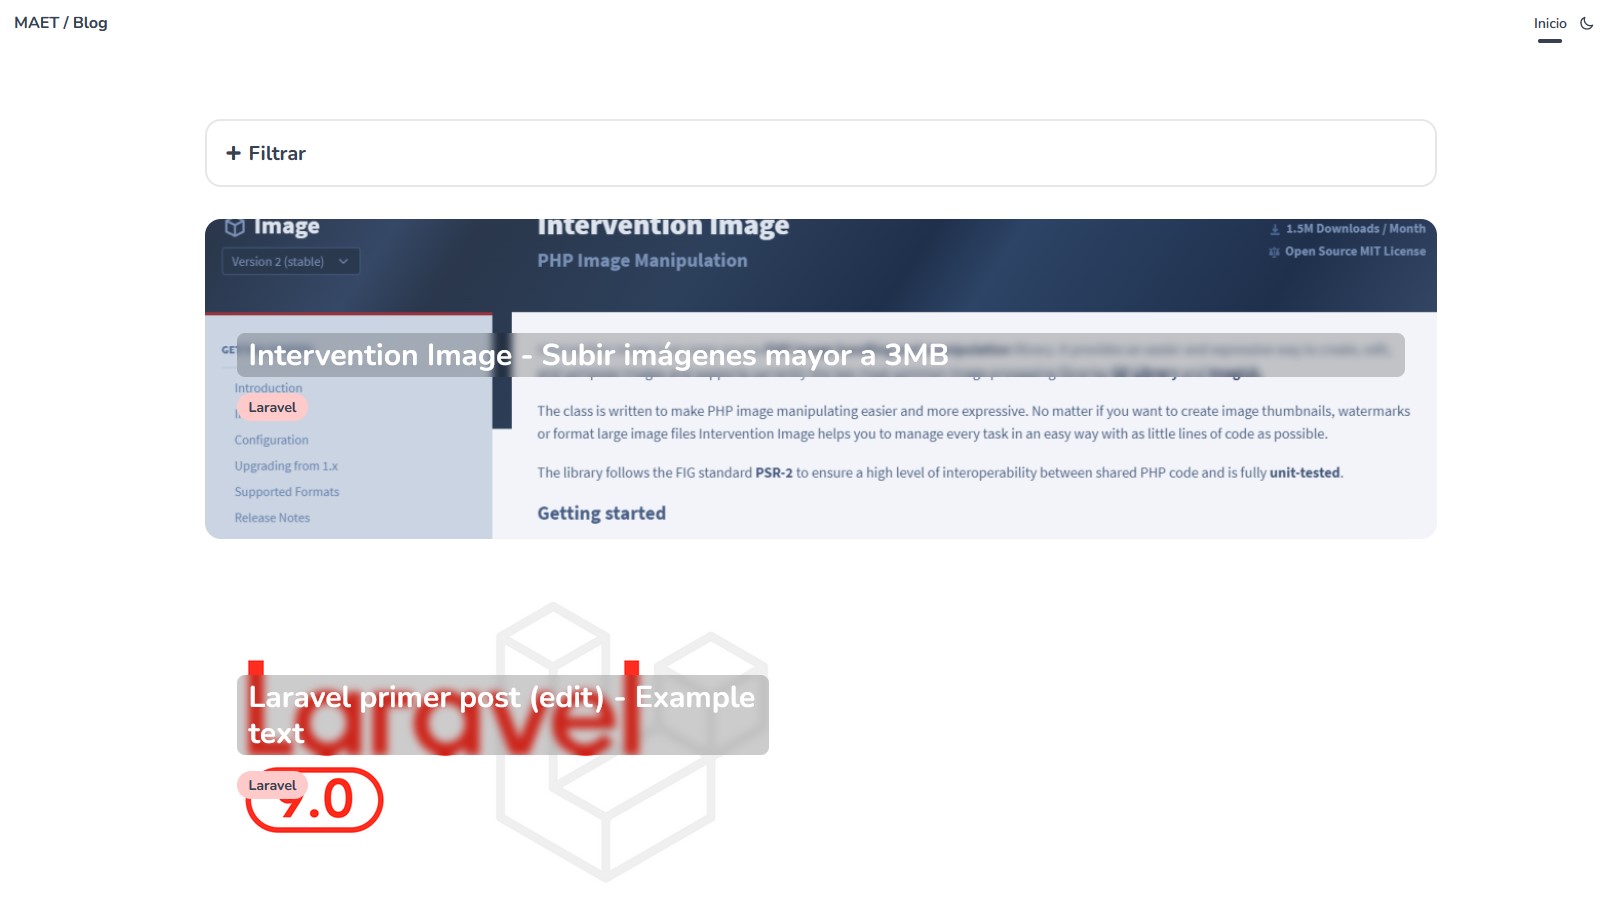 MAET / Blog
Inicio
Filtrar
Image
Intervention Image
1.5M Downloads / Month
Version 2 (stable)
PHP Image Manipulation
Open Source MIT License
Intervention Image - Subir imágenes mayor a 3MB
Introduction
Laravel
The class is written to make PHP image manipulating easier and more expressive. No matter if you want to create image thumbnails, watermarks
or format large image files Intervention Image helps you to manage every task in an easy way with as little lines of code as possible.
Configuration
Upgrading from 1.x
The library follows the FIG standard PSR-2 to ensure a high level of interoperability between shared PHP code and is fully unit-tested.
Supported Formats
Release Notes
Getting started
Laravel
Laravel primer post (edit) - Example
text
Laravel
9.0